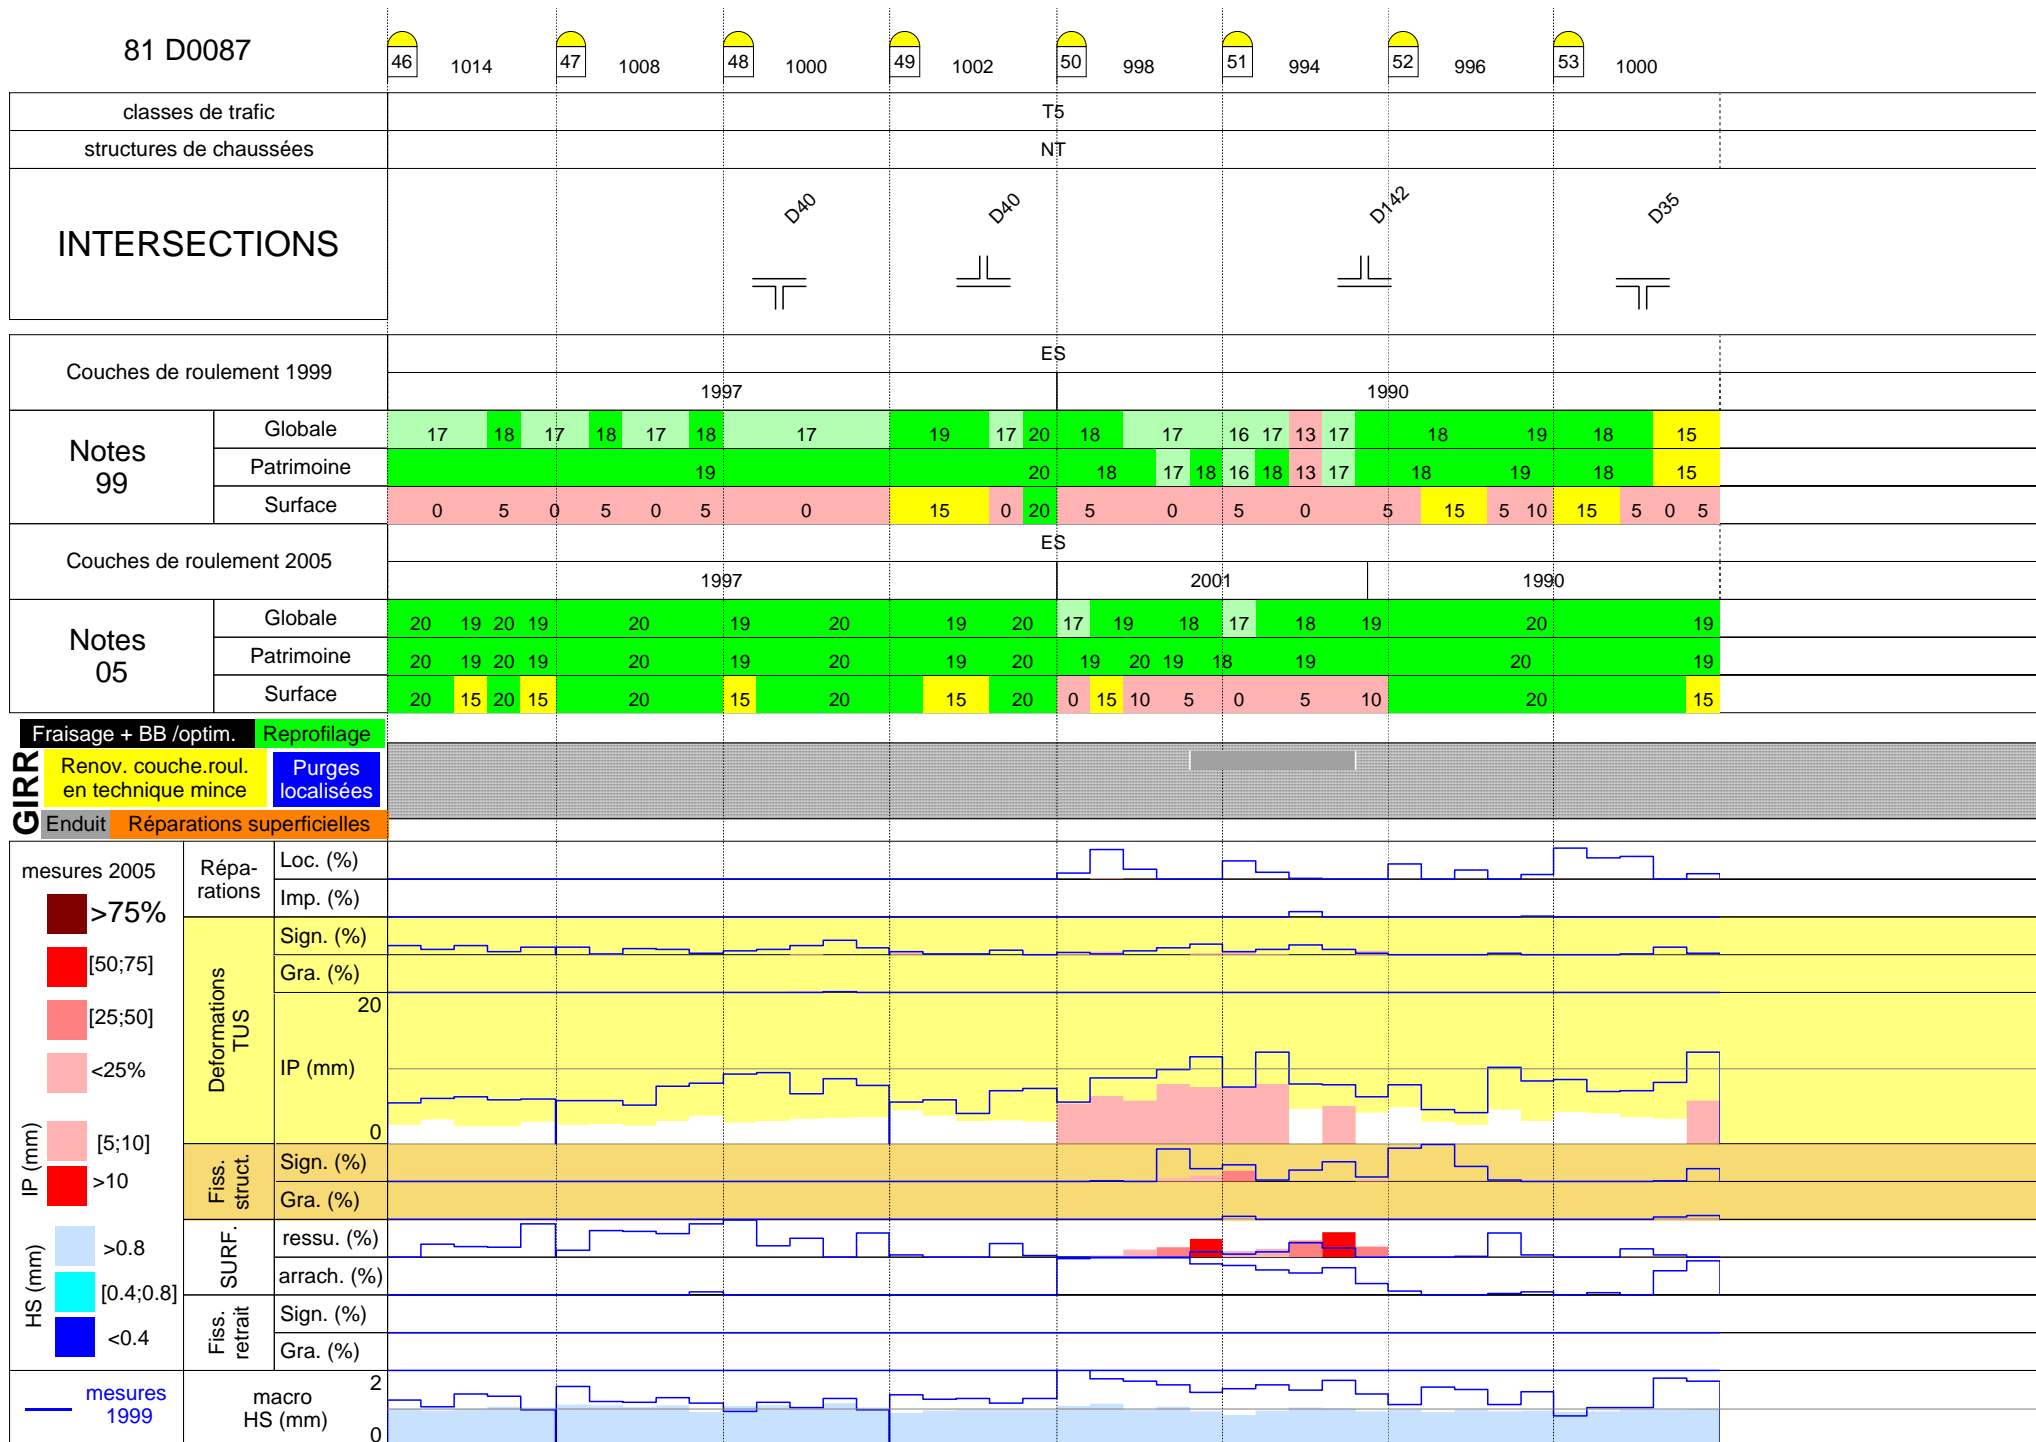 81 D0087
46 1014 47 1008 48 1000 49 1002 50 998 51 994 52 996 53 1000
classes de trafic T5
structures de chaussées NT
INTERSECTIONS
D40 D40 D142 D35
Couches de roulement 1999
ES
1997 1990
Notes
99
Globale 17 18 17 18 17 18 17 19 17 20 18 17 16 17 13 17 18 19 18 15
Patrimoine 19 20 18 17 18 16 18 13 17 18 19 18 15
Surface 0 5 0 5 0 5 0 15 0 20 5 0 5 0 5 15 5 10 15 5 0 5
Couches de roulement 2005
ES
1997 2001 1990
Notes
05
Globale 20 19 20 19 20 19 20 19 20 17 19 18 17 18 19 20 19
Patrimoine 20 19 20 19 20 19 20 19 20 19 20 19 18 19 20 19
Surface 20 15 20 15 20 15 20 15 20 0 15 10 5 0 5 10 20 15
GIRR
Fraisage + BB /optim. Reprofilage
Renov. couche.roul.
en technique mince
Purges
localisées
Enduit Réparations superficielles
mesures 2005
>75%
[50;75]
[25;50]
<25%
IP (mm)
[5;10]
>10
HS (mm)
>0.8
[0.4;0.8]
<0.4
mesures
1999
Répa-
rations
Loc. (%)
Imp. (%)
Deformations
TUS
Sign. (%)
Gra. (%)
20
IP (mm)
0
Fiss.
struct.
Sign. (%)
Gra. (%)
SURF.
ressu. (%)
arrach. (%)
Fiss.
retrait
Sign. (%)
Gra. (%)
macro
HS (mm)
2
0